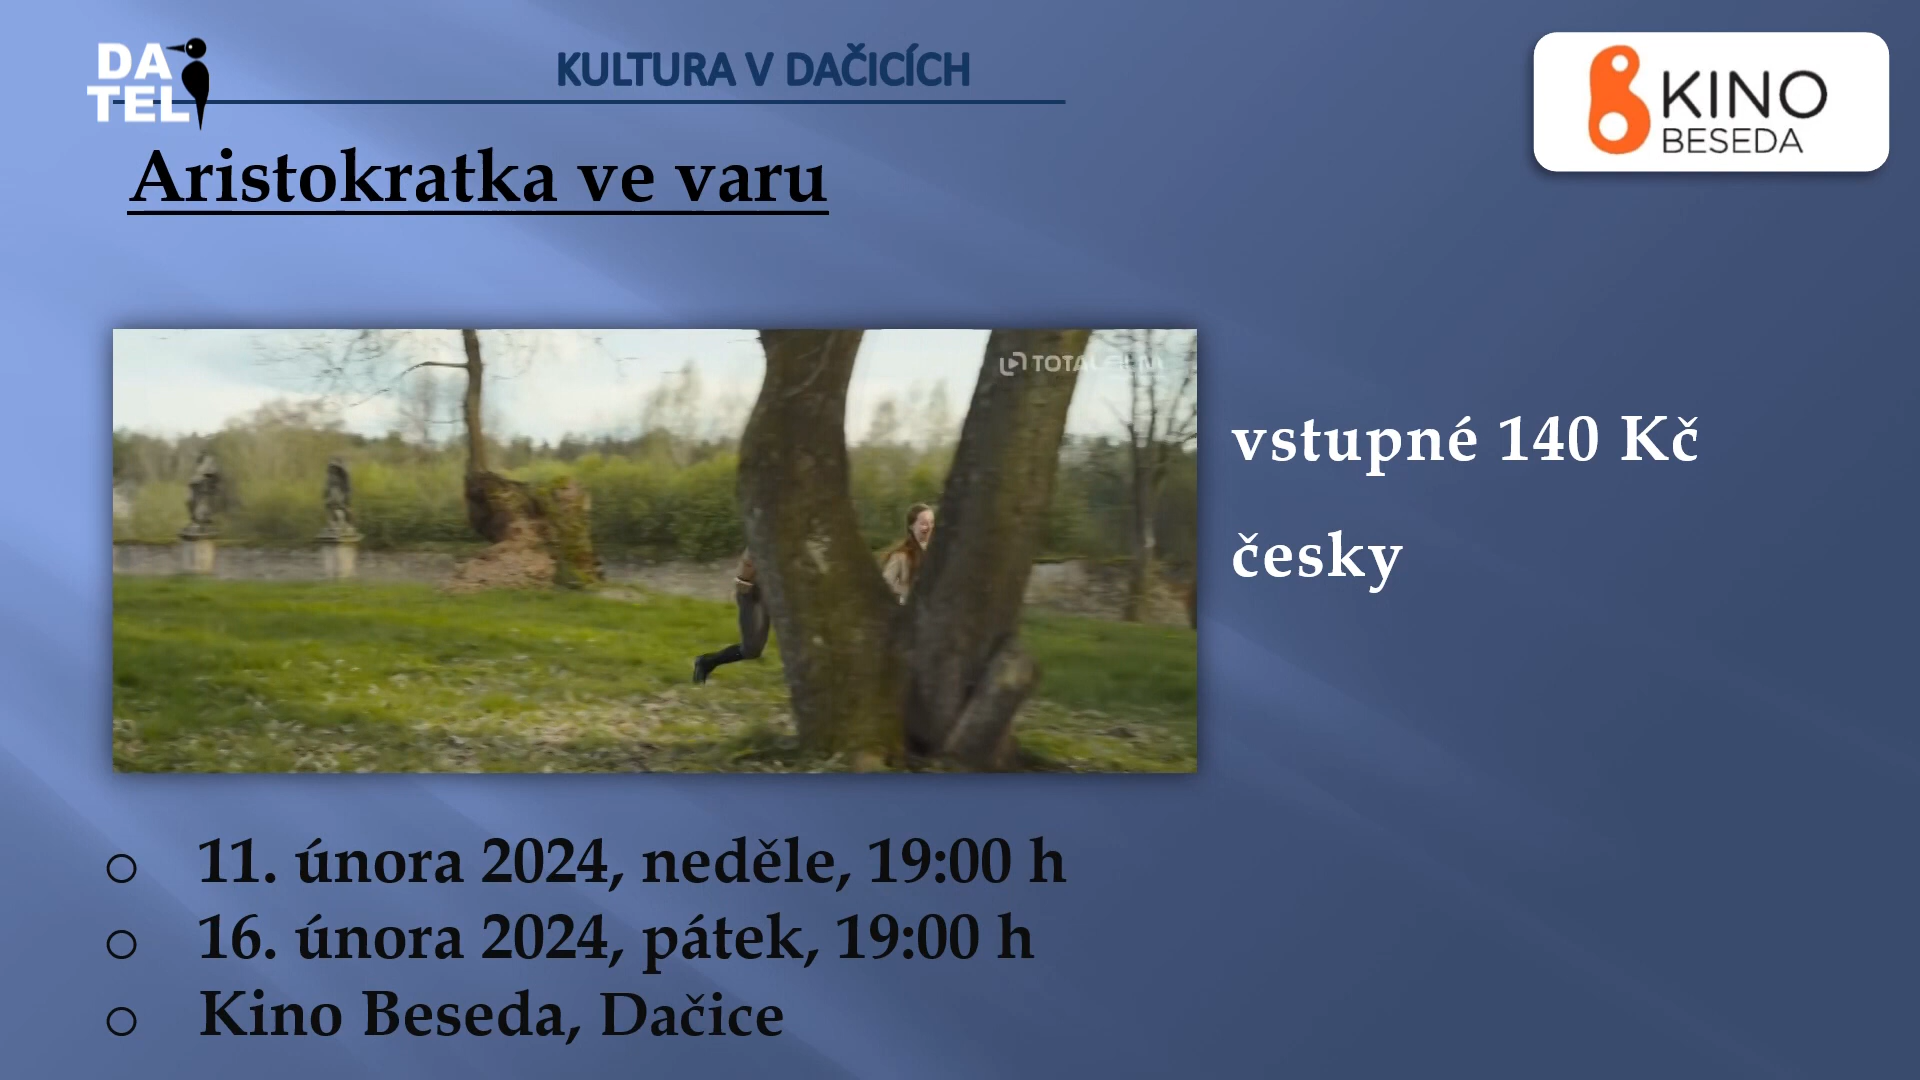 DA
TEL
KULTURA V DAČICÍCH
KINO
BESEDA
Aristokratka ve varu
TOTALFILM
vstupné 140 Kč
česky
11. února 2024, neděle, 19:00 h
16. února 2024, pátek, 19:00 h
Kino Beseda, Dačice